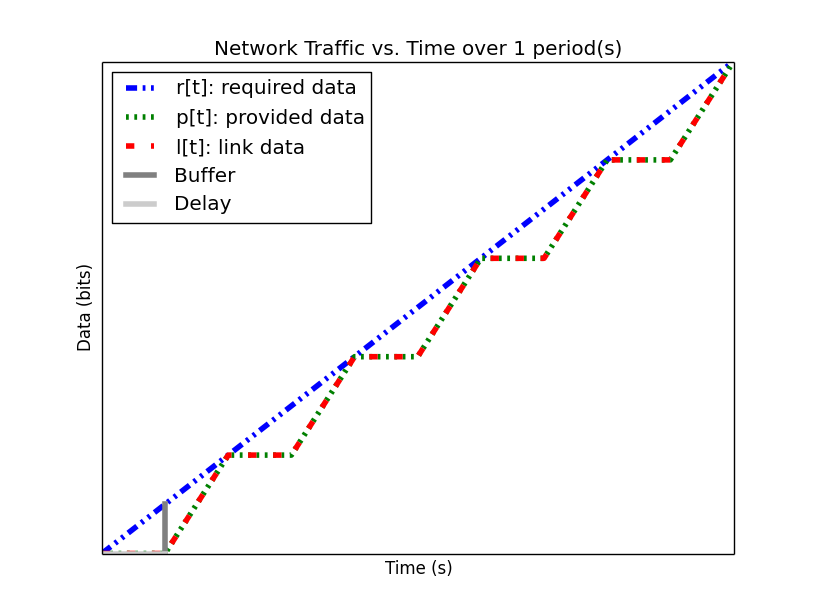 Network Traffic vs. Time over 1 period(s)
r[t]: required data
p[t]: provided data
l[t]: link data
Buffer
Delay
Data (bits)
Time (s)